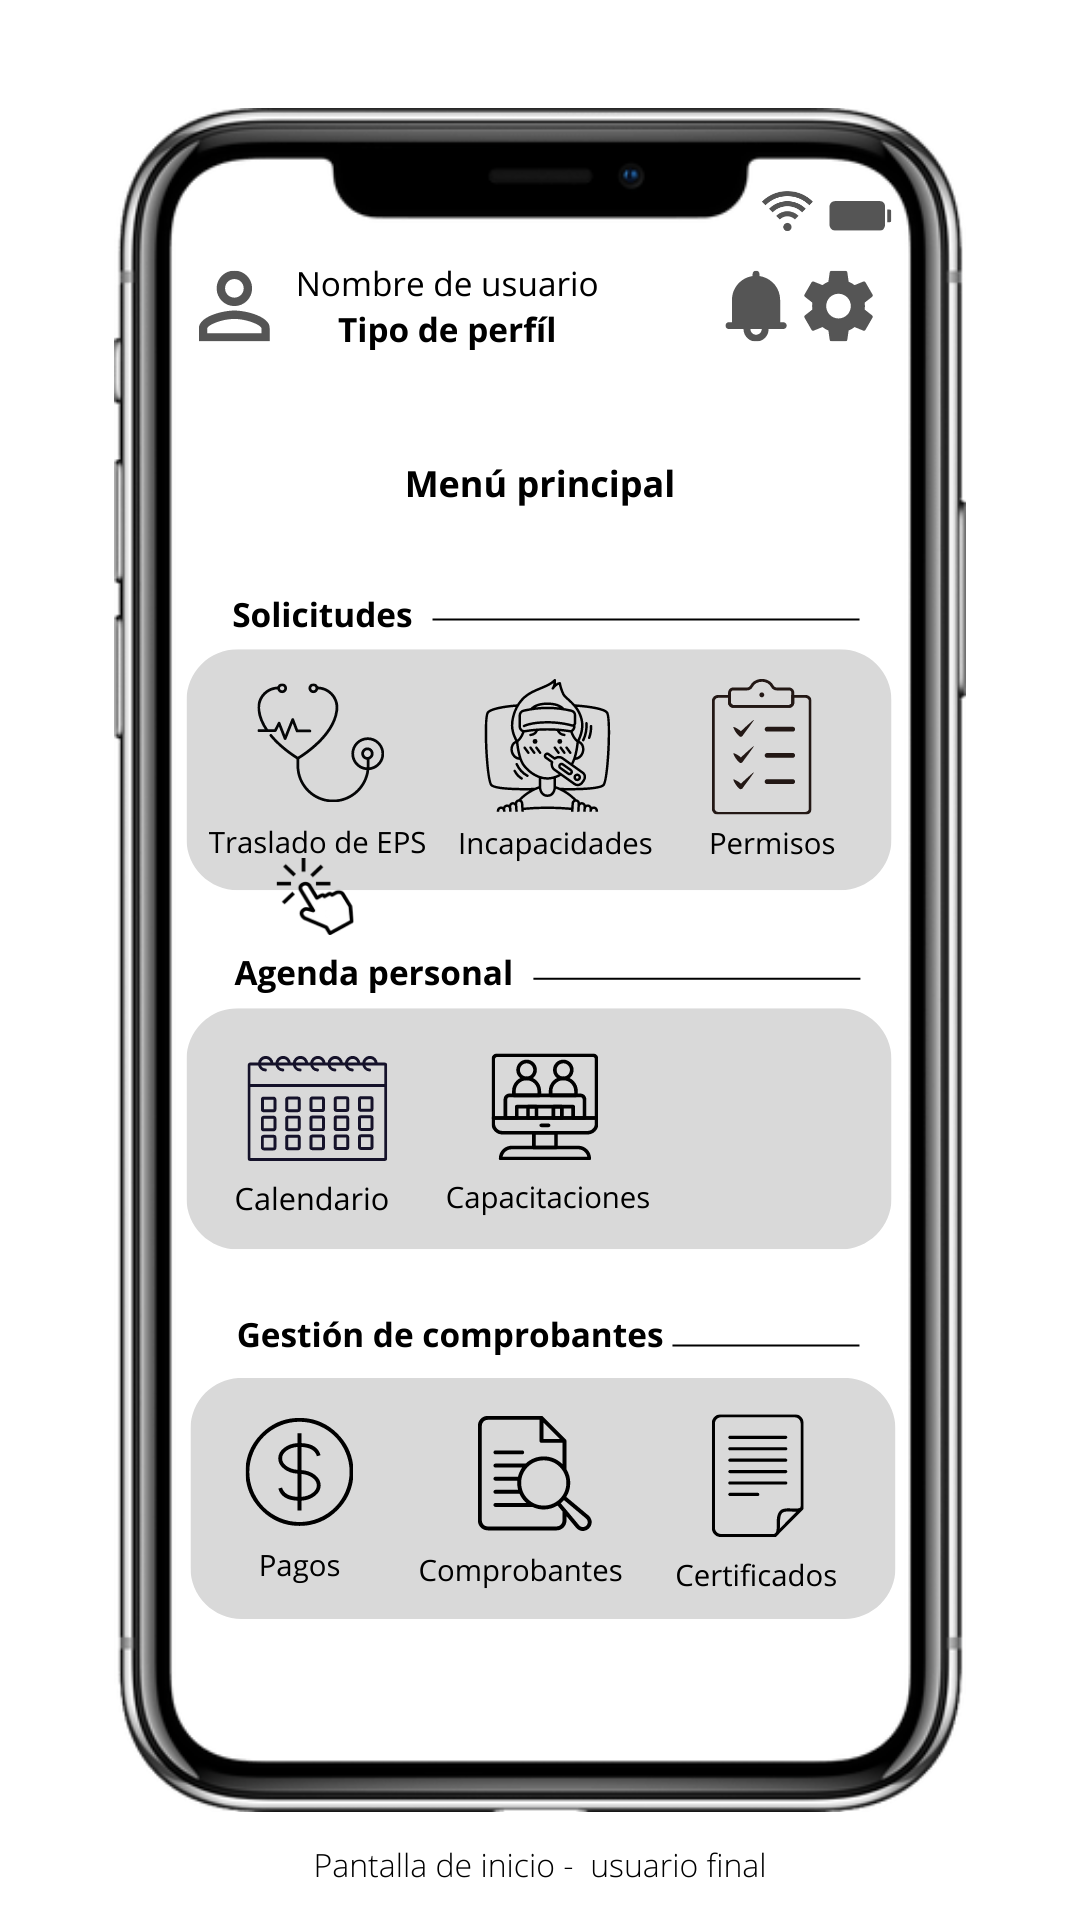 Nombre de usuario
Tipo de perfíl
Menú principal
Solicitudes
Traslado de EPS
Incapacidades
Permisos
Agenda personal
Calendario
Capacitaciones
Gestión de comprobantes
Pagos
Comprobantes
Certificados
Pantalla de inicio - usuario final